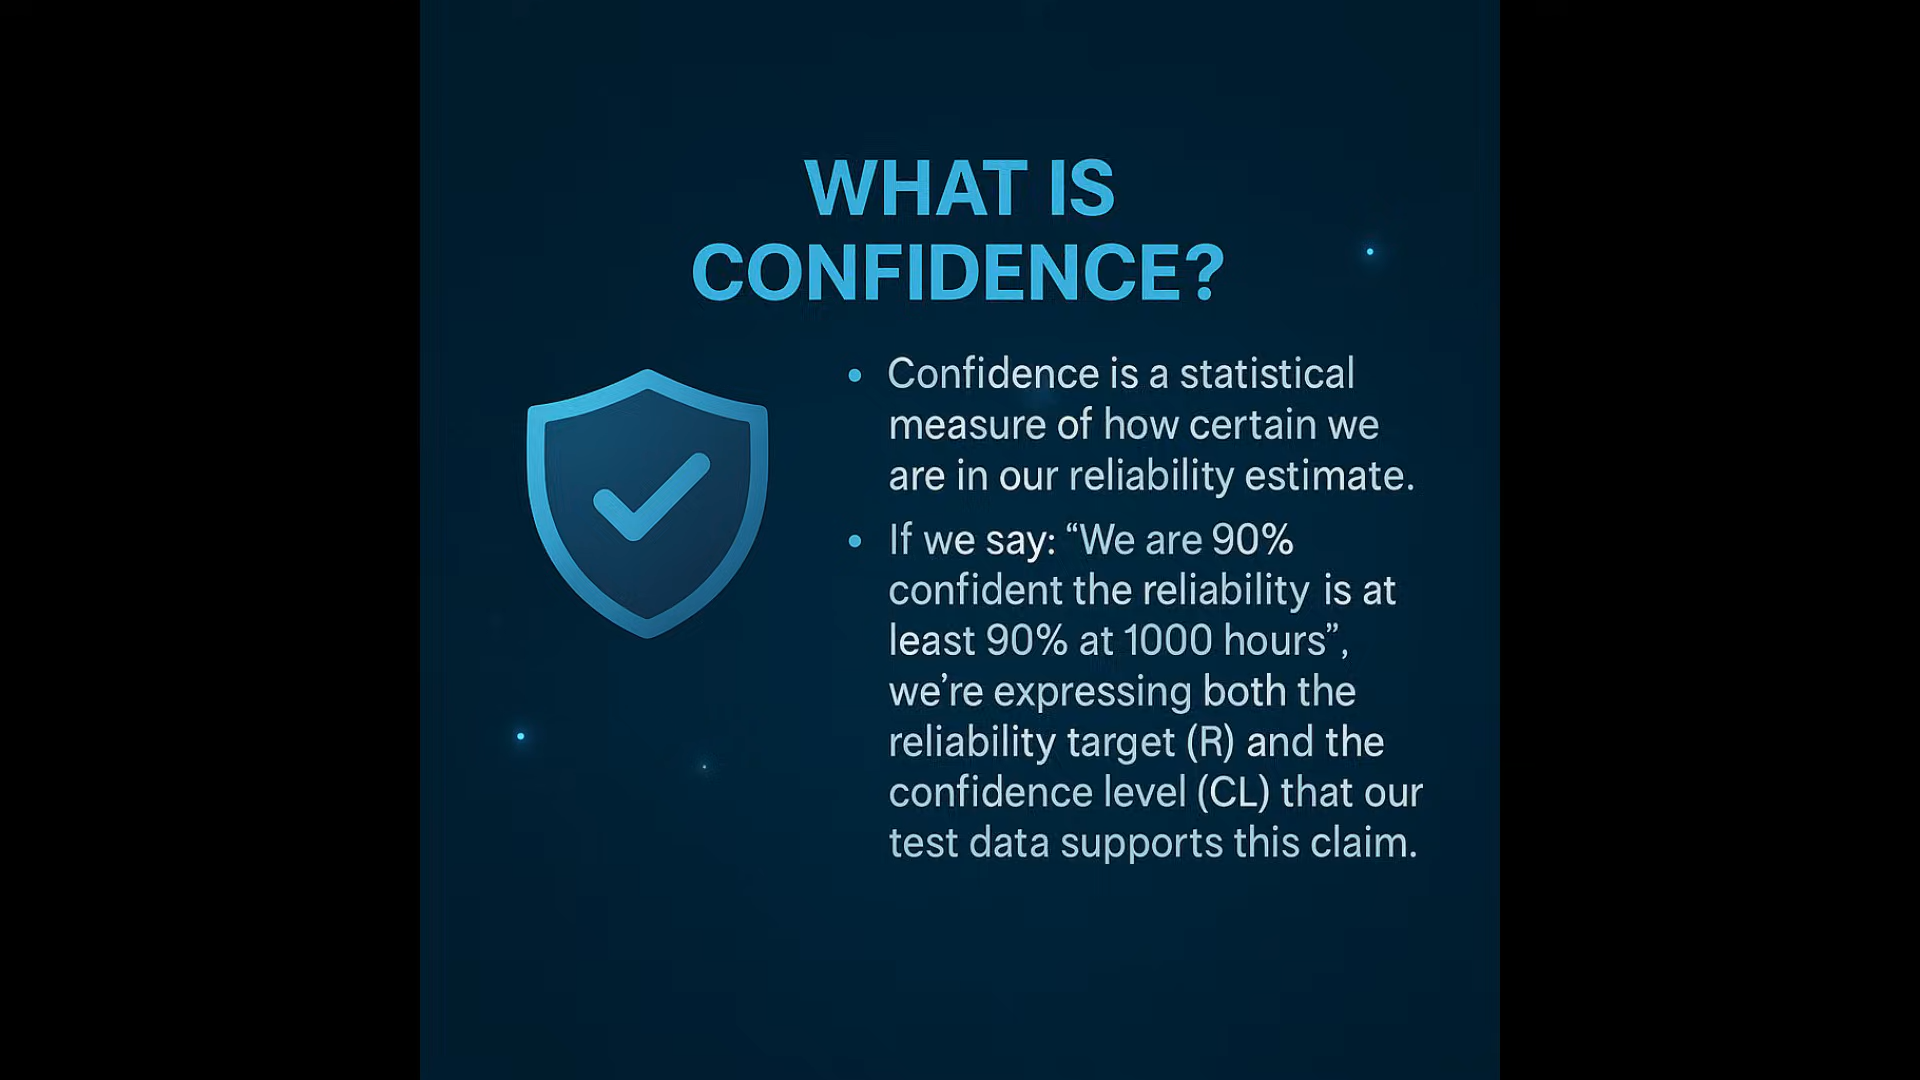 WHAT IS
CONFIDENCE?
• Confidence is a statistical
measure of how certain we
are in our reliability estimate.
• If we say: “We are 90%
confident the reliability is at
least 90% at 1000 hours”,
we’re expressing both the
reliability target (R) and the
confidence level (CL) that our
test data supports this claim.